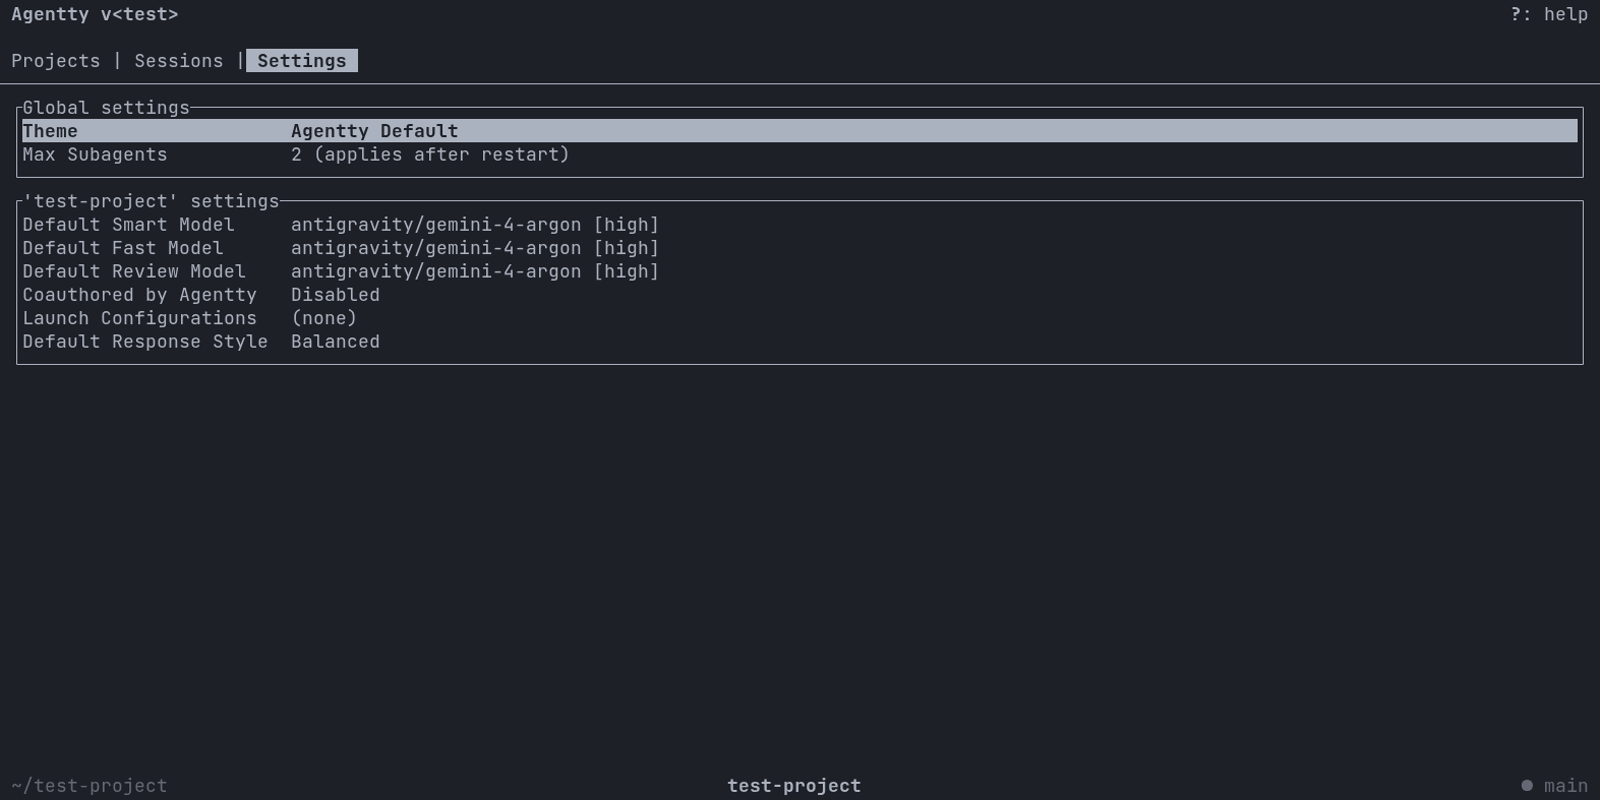 Agentty v<test> ?: help
Projects | Sessions | Settings
Global settings
Theme Agentty Default
Max Subagents 2 (applies after restart)
'test-project' settings
Default Smart Model antigravity/gemini-4-argon [high]
Default Fast Model antigravity/gemini-4-argon [high]
Default Review Model antigravity/gemini-4-argon [high]
Coauthored by Agentty Disabled
Launch Configurations (none)
Default Response Style Balanced
~/test-project test-project ● main